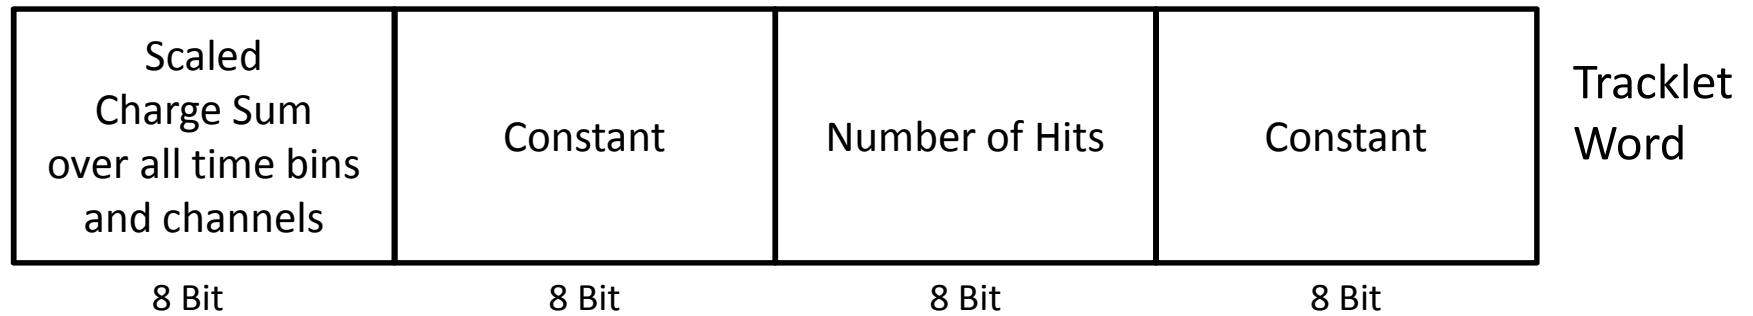 Scaled
Charge Sum
over all time bins
and channels
Constant
Number of Hits
Constant
Tracklet
Word
8 Bit
8 Bit
8 Bit
8 Bit